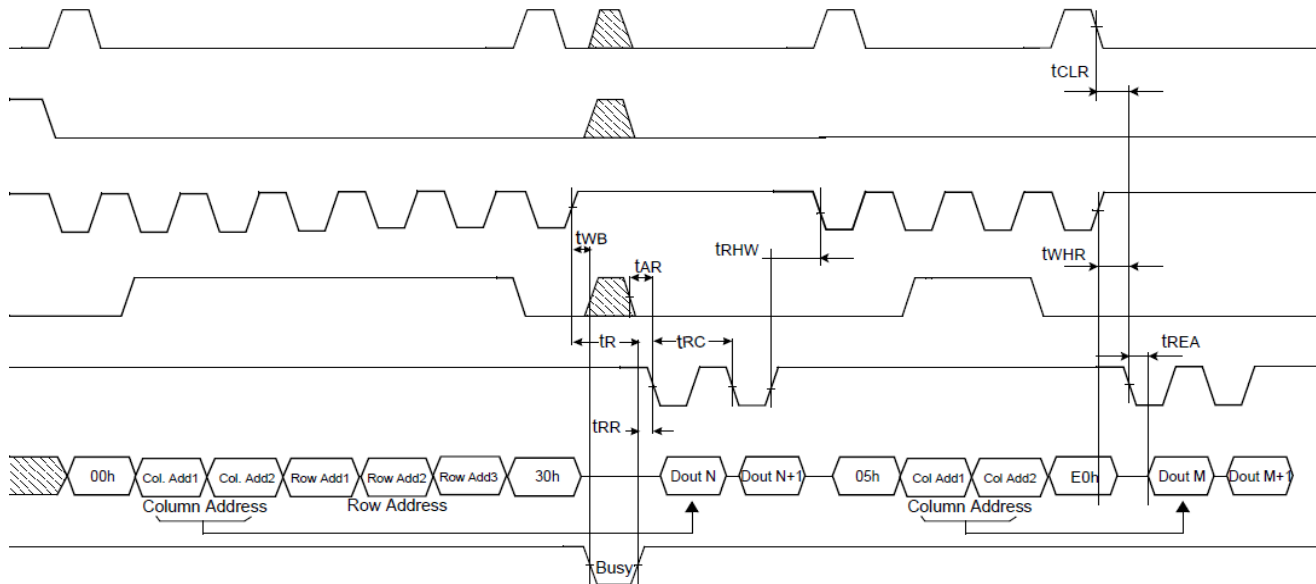 tCLR
tWB
tRHW
tWHR
tAR
tR
tRC
tREA
tRR
00h Col. Add1 Col. Add2 Row Add1 Row Add2 Row Add3 30h Dout N Dout N+1 05h Col Add1 Col Add2 E0h Dout M Dout M+1
Column Address Row Address Column Address
Busy